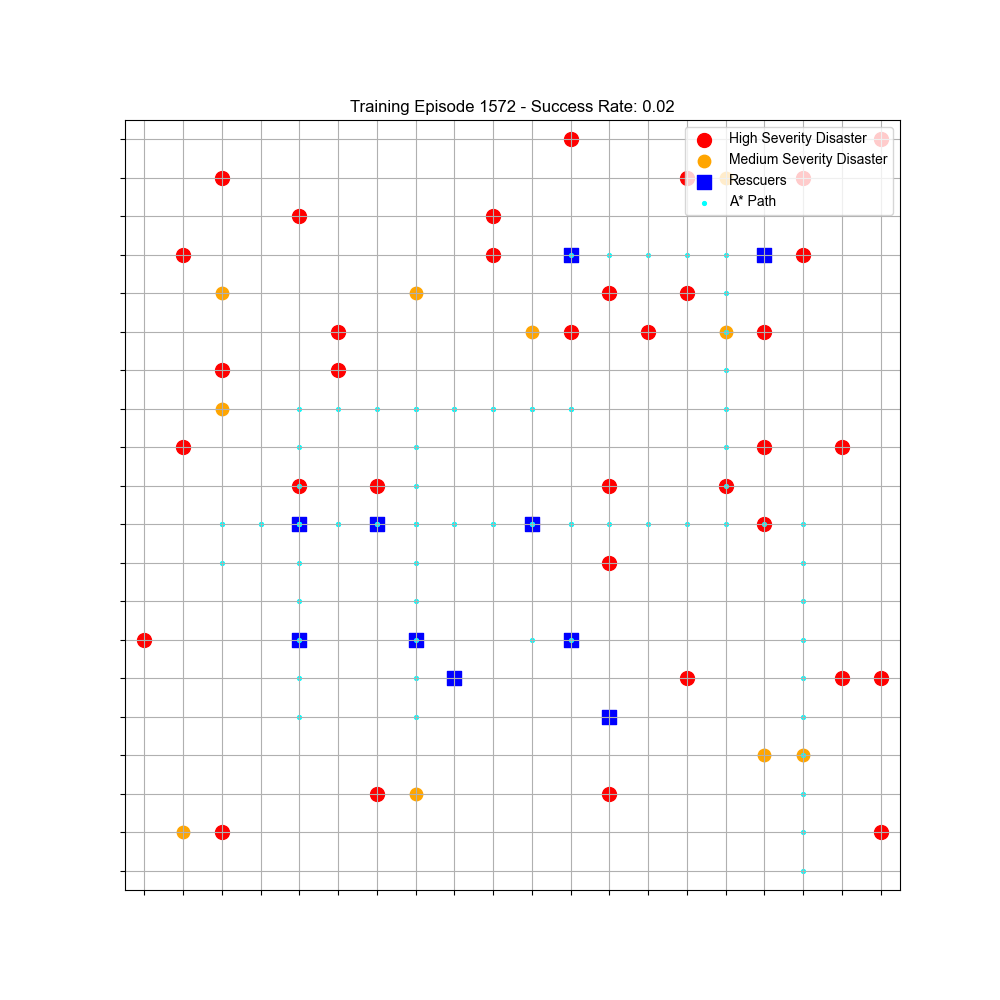 Training Episode 1572 - Success Rate: 0.02
High Severity Disaster
Medium Severity Disaster
Rescuers
A* Path